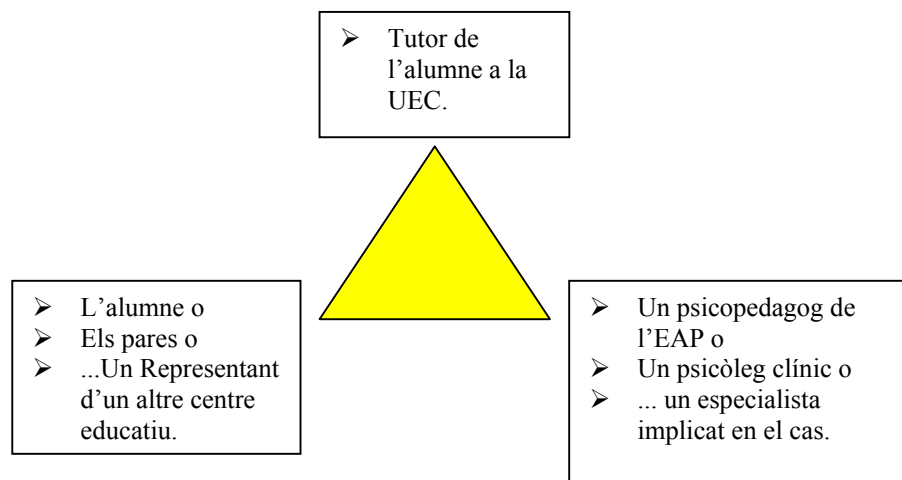 ➢ Tutor de
l’alumne a la
UEC.
➢ L’alumne o
➢ Els pares o
➢ ...Un Representant
d’un altre centre
educatiu.
➢ Un psicopedagog de
l’EAP o
➢ Un psicòleg clínic o
➢ ... un especialista
implicat en el cas.